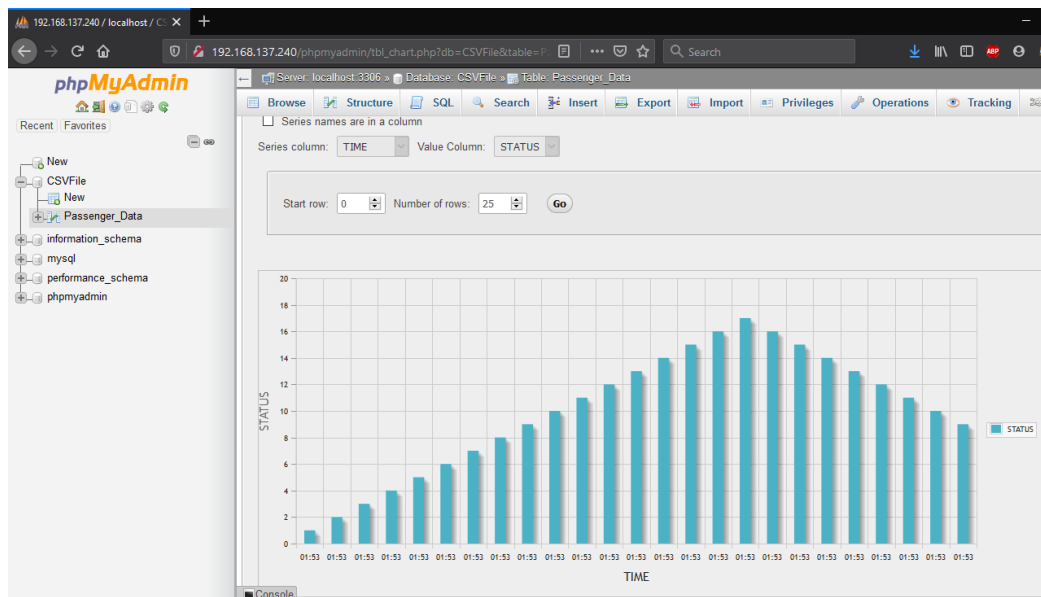 192.168.137.240 / localhost / CS
192.168.137.240/phpmyadmin/tbl_chart.php?db=CSVFile&table=P
Search
ABP
phpMyAdmin
Recent Favorites
New
CSVFile
New
Passenger_Data
information_schema
mysql
performance_schema
phpmyadmin
Server: localhost:3306 » Database: CSVFile » Table: Passenger_Data
Browse Structure SQL Search Insert Export Import Privileges Operations Tracking
Series names are in a column
Series column: TIME Value Column: STATUS
Start row: 0 Number of rows: 25 Go
20
18
16
14
12
10
8
6
4
2
0
STATUS
01:53 01:53 01:53 01:53 01:53 01:53 01:53 01:53 01:53 01:53 01:53 01:53 01:53 01:53 01:53 01:53 01:53 01:53 01:53 01:53 01:53 01:53 01:53 01:53 01:53
TIME
STATUS
Console